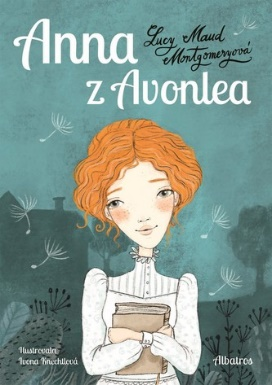 Anna
Lucy Maud
Montgomeryová
z Avonlea
Ilustrovala
Ivona Knechtlová
Albatros